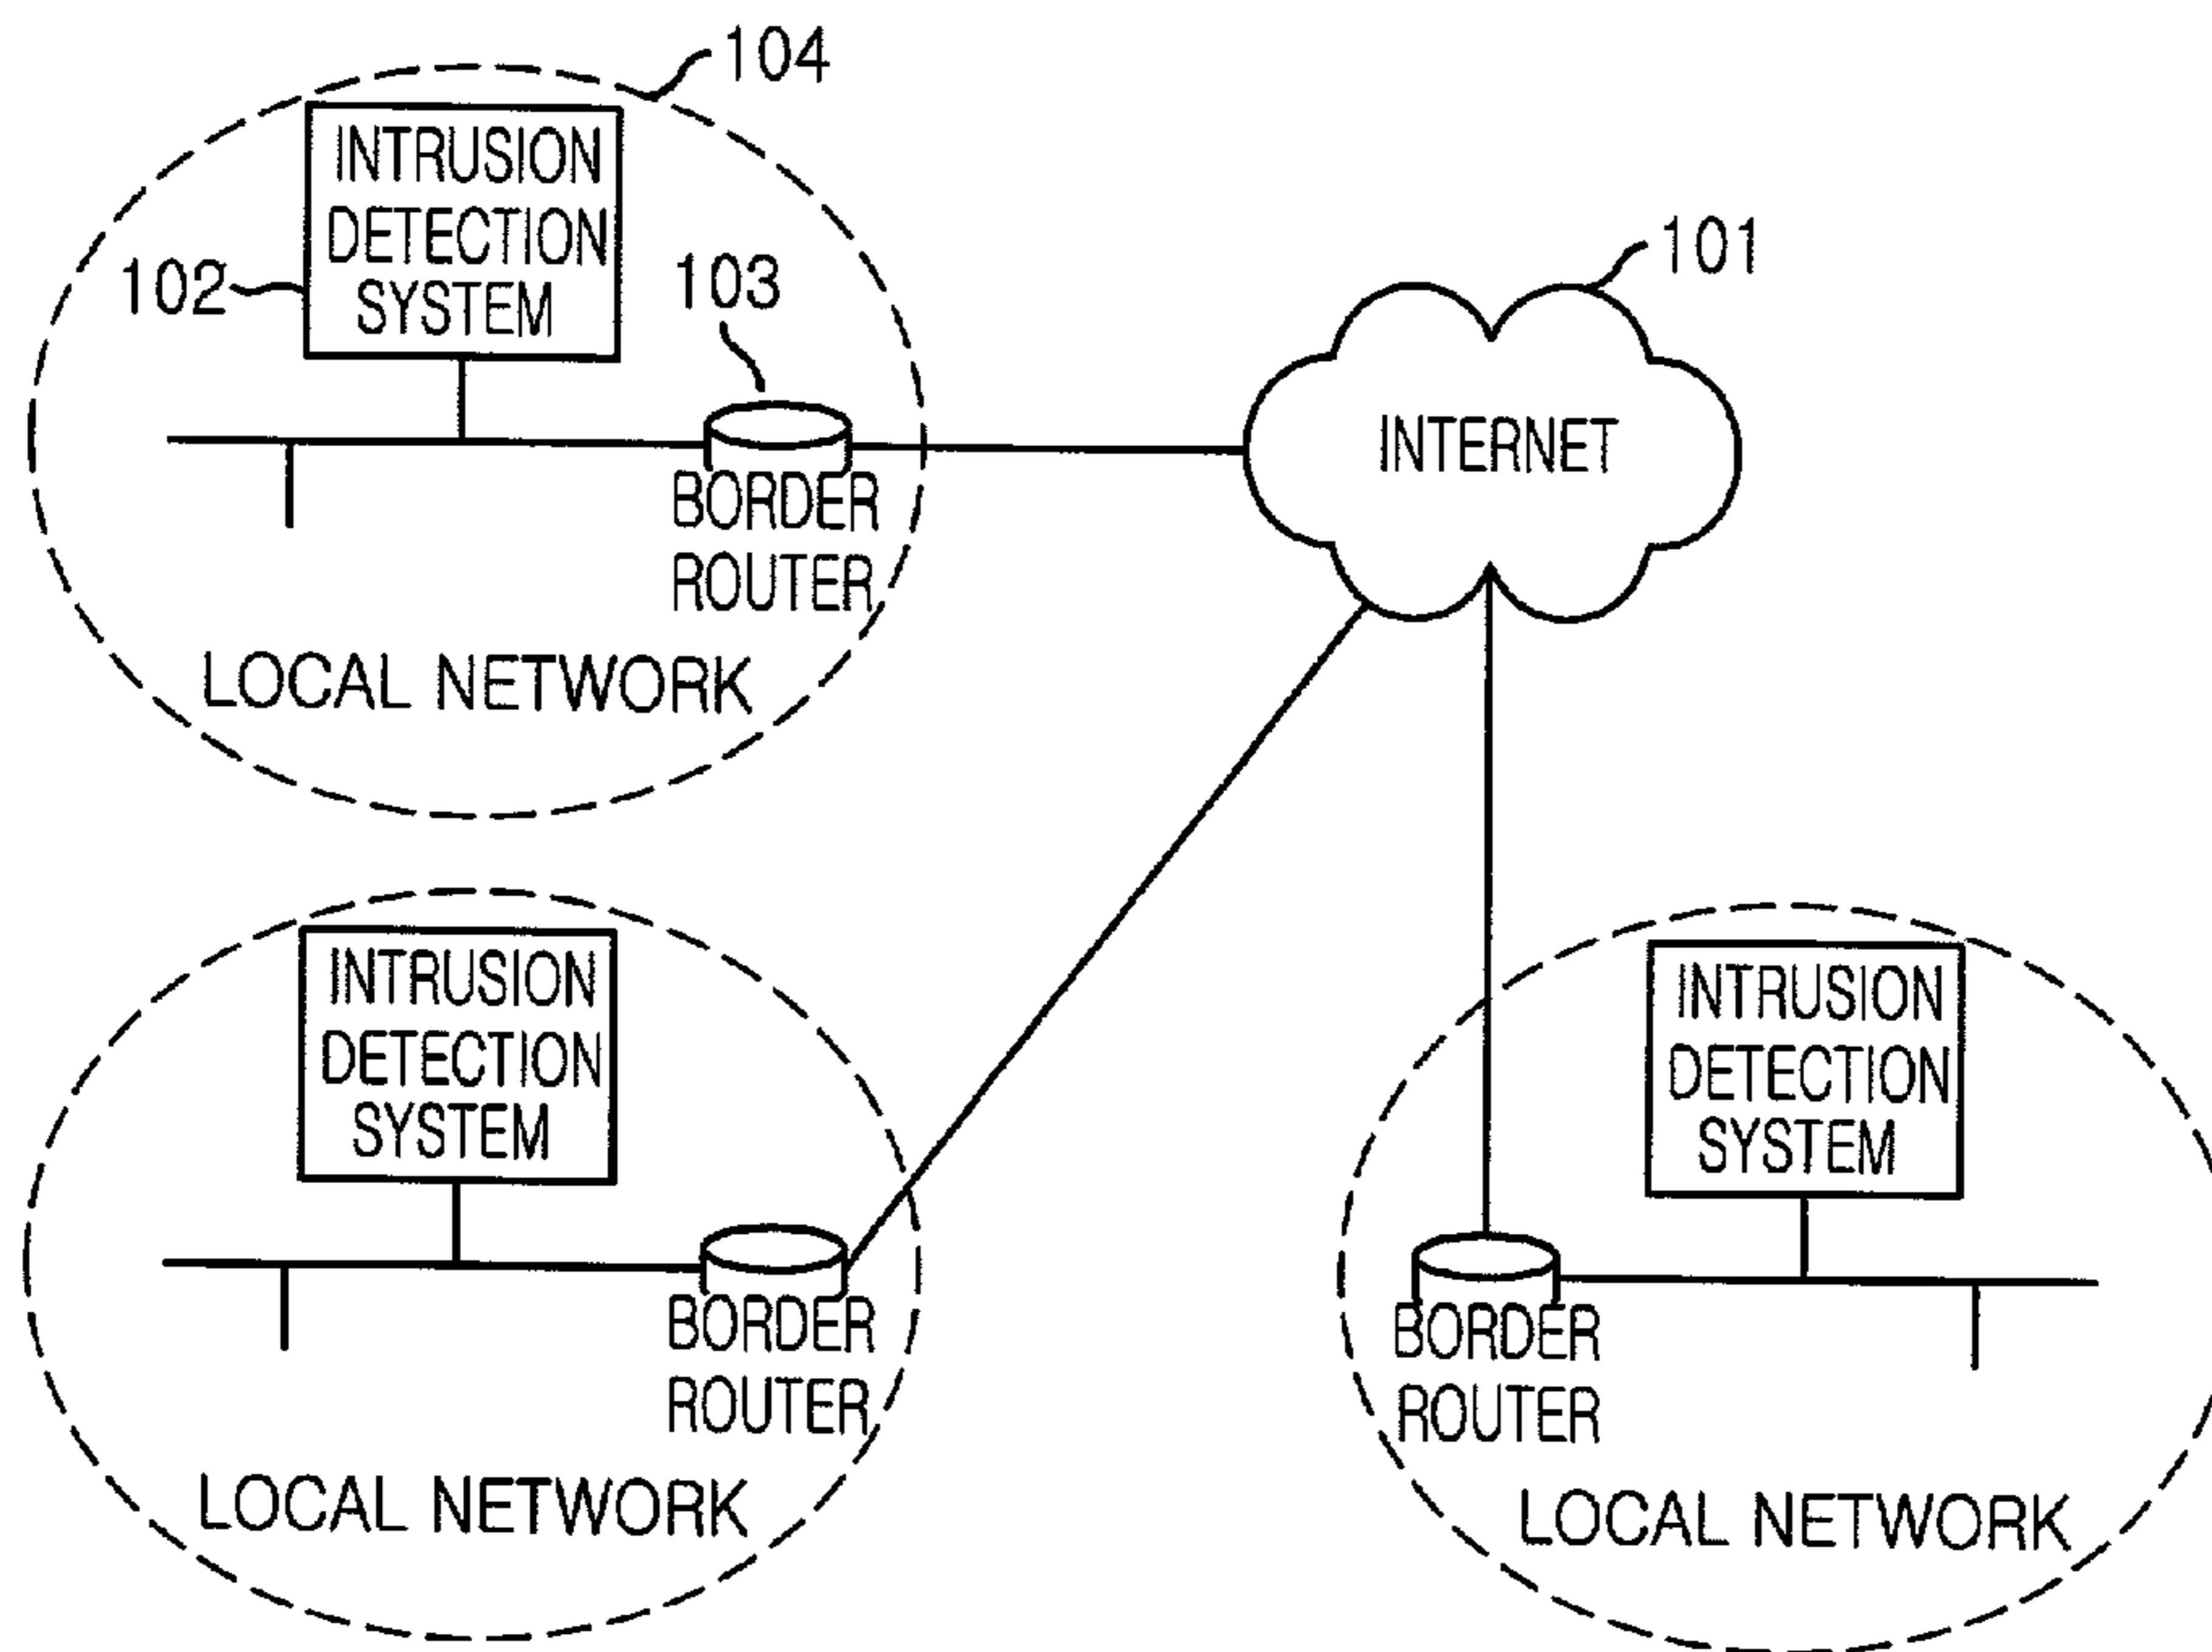 104
INTRUSION
DETECTION
SYSTEM
102
103
BORDER
ROUTER
LOCAL NETWORK
101
INTERNET
INTRUSION
DETECTION
SYSTEM
BORDER
ROUTER
LOCAL NETWORK
INTRUSION
DETECTION
SYSTEM
BORDER
ROUTER
LOCAL NETWORK